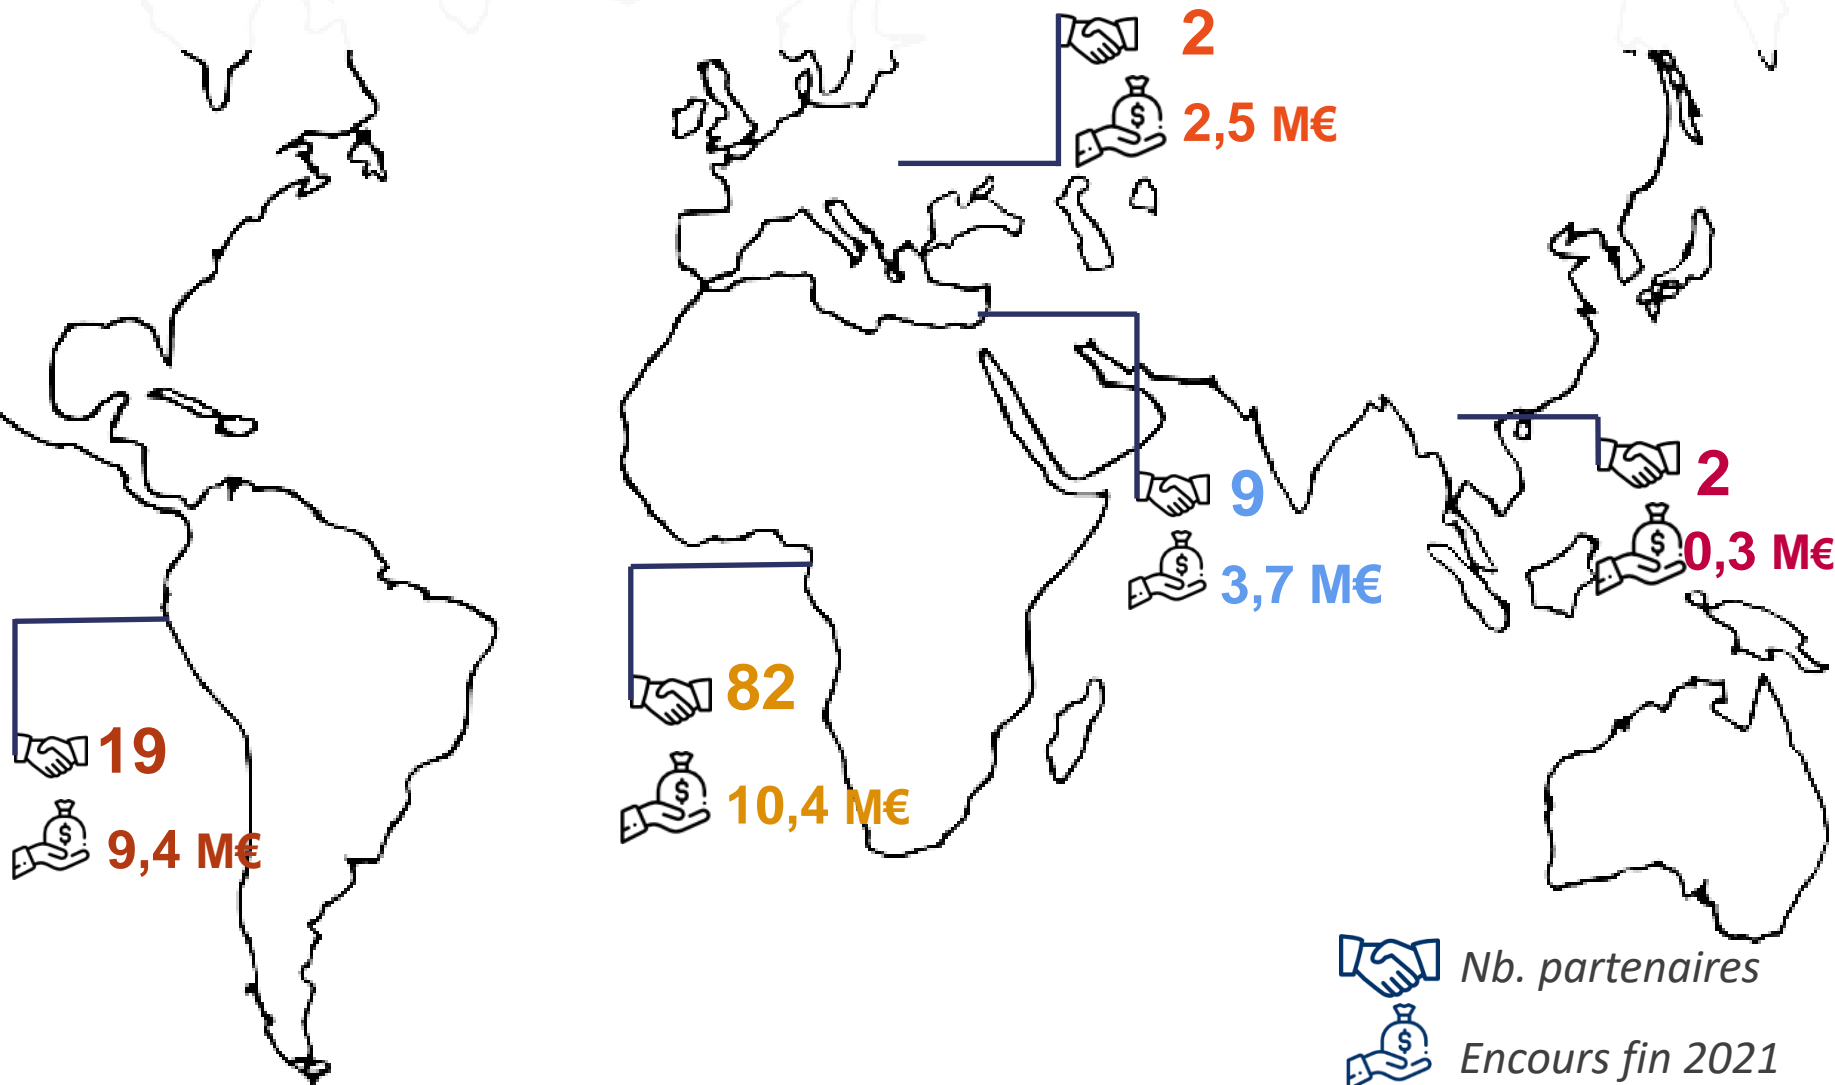 2
2,5 M€
9
3,7 M€
2
0,3 M€
82
10,4 M€
19
9,4 M€
Nb. partenaires
Encours fin 2021